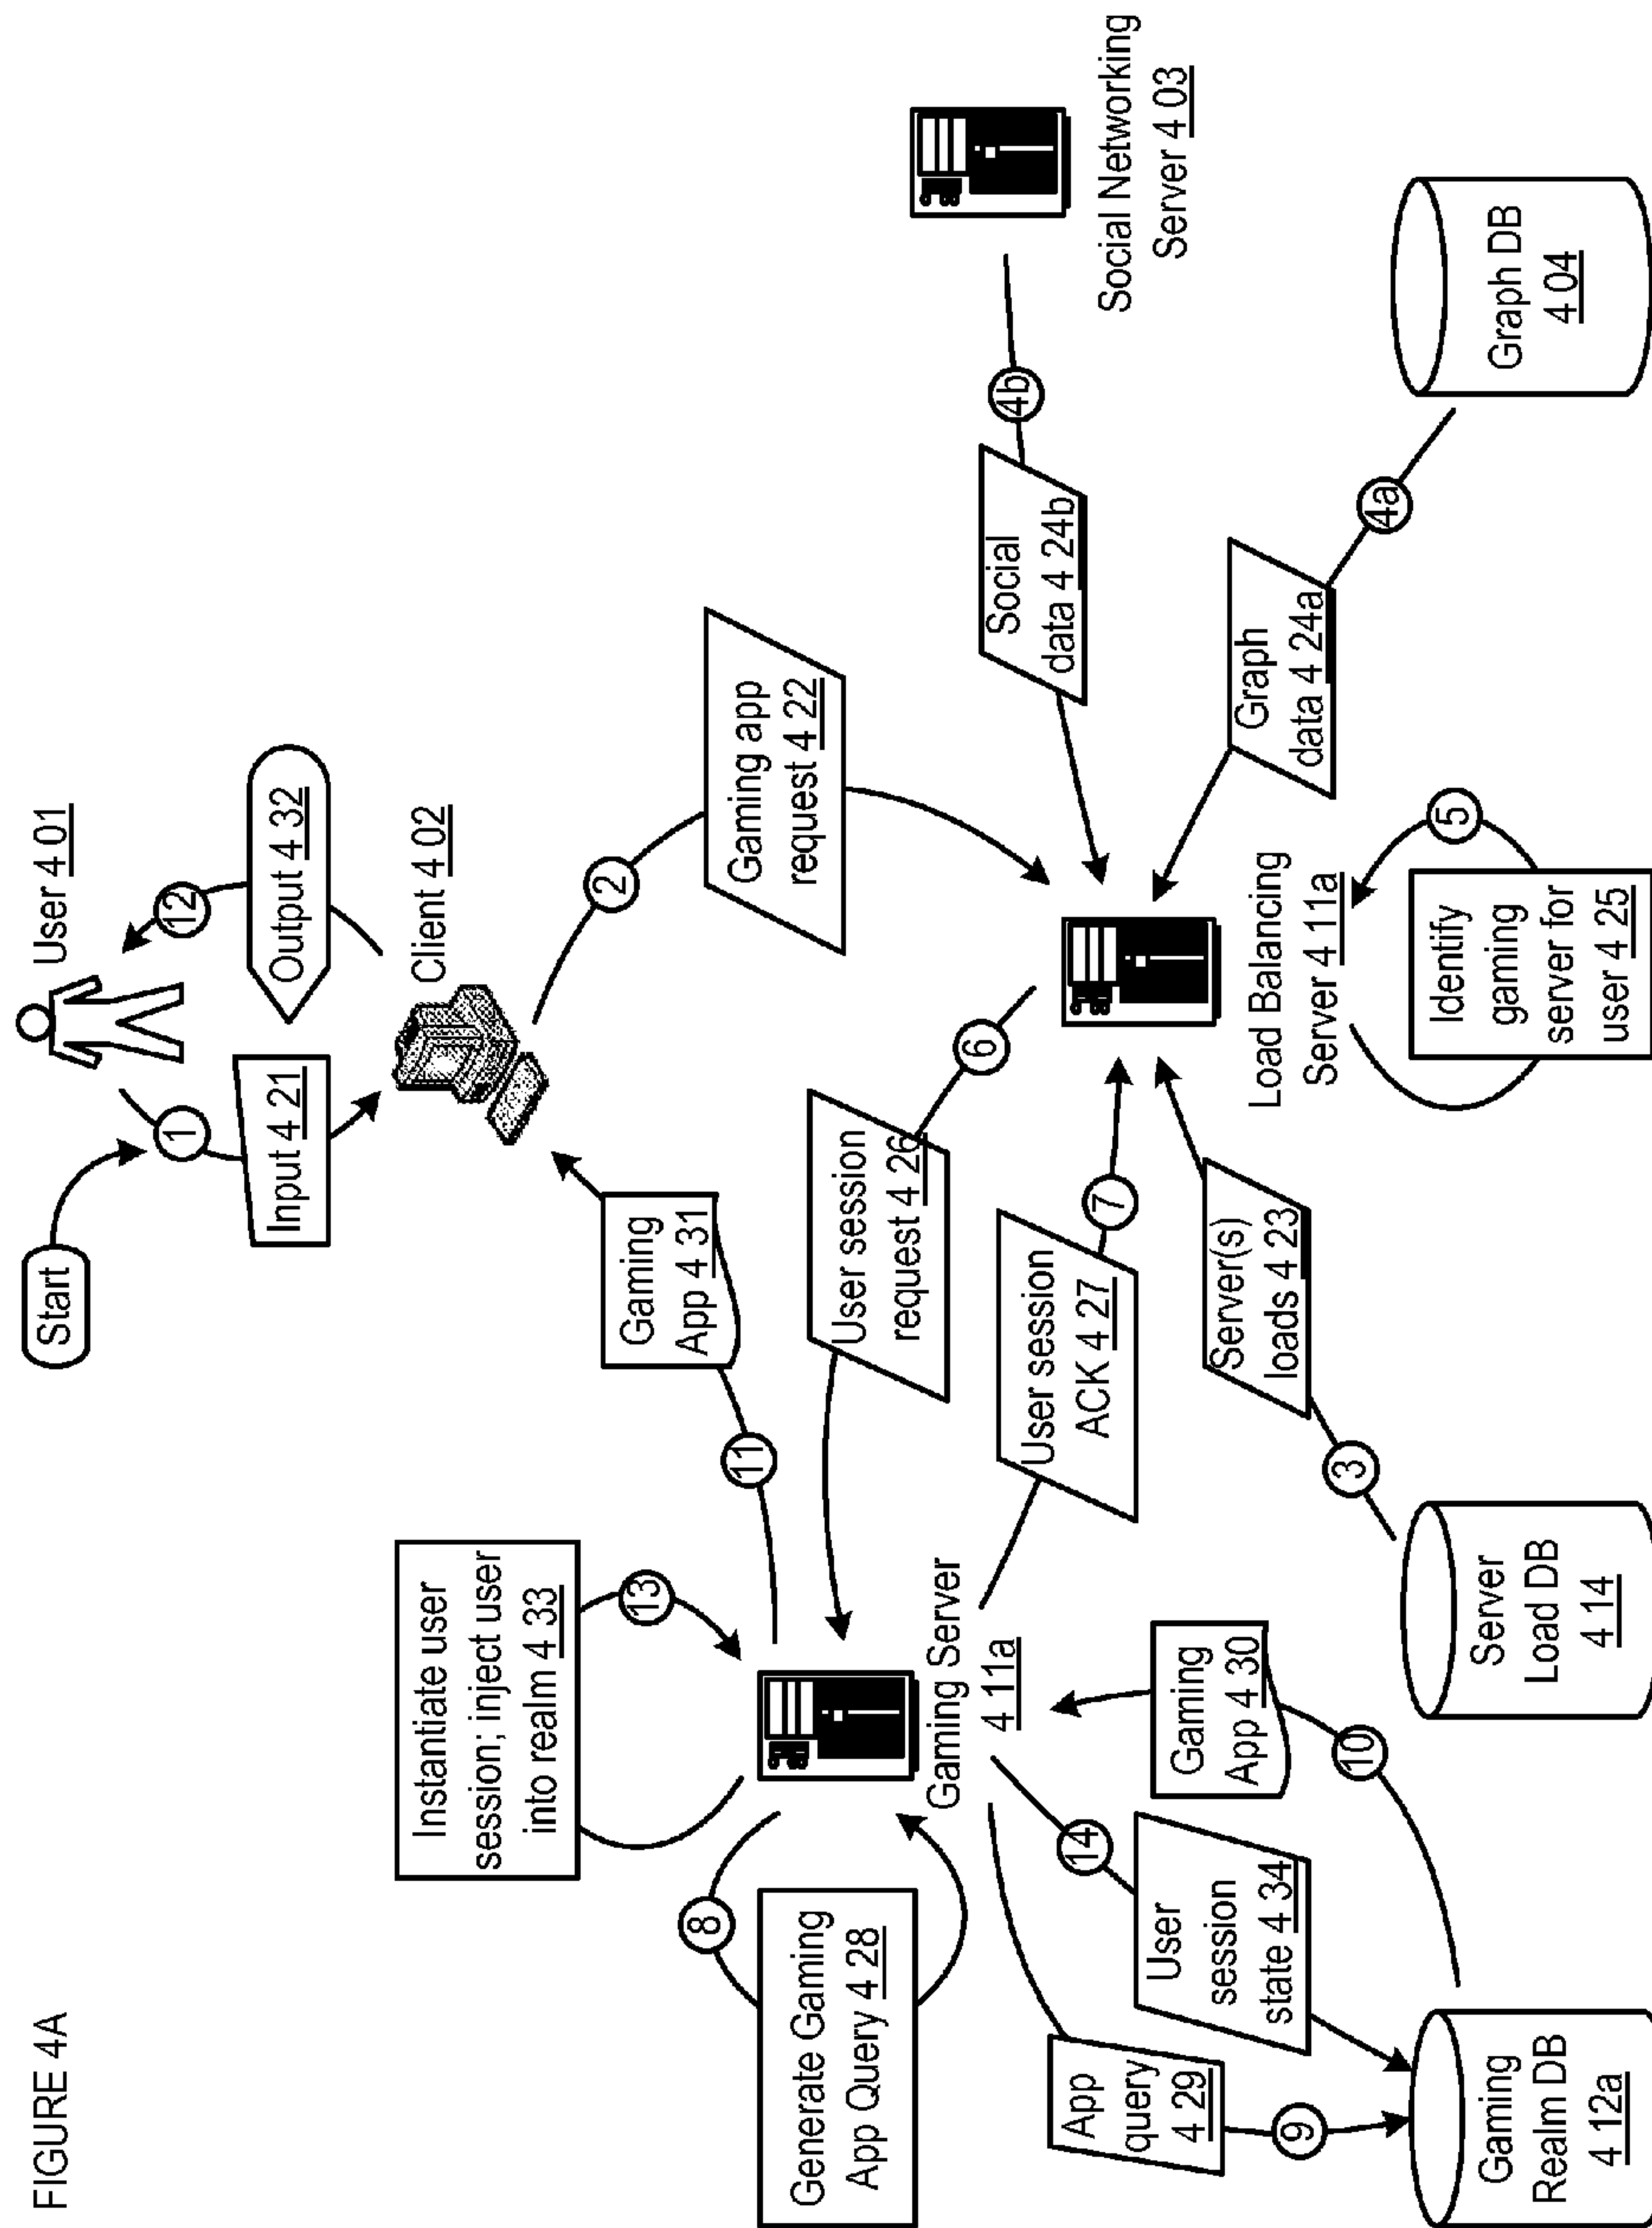 FIGURE 4A
Start
User 4 01
1
12
Input 4 21
Output 4 32
Client 4 02
Instantiate user
session; inject user
into realm 4 33
13
11
Gaming
App 4 31
2
Gaming app
request 4 22
8
Generate Gaming
App Query 4 28
User session
request 4 26
6
Social
data 4 24b
4b
Social Networking
Server 4 03
Gaming Server
4 11a
User session
ACK 4 27
7
Load Balancing
Server 4 11a
Graph
data 4 24a
4a
App
query
4 29
9
14
User
session
state 4 34
Gaming
App 4 30
10
Server(s)
loads 4 23
3
Identify
gaming
server for
user 4 25
5
Gaming
Realm DB
4 12a
Server
Load DB
4 14
Graph DB
4 04